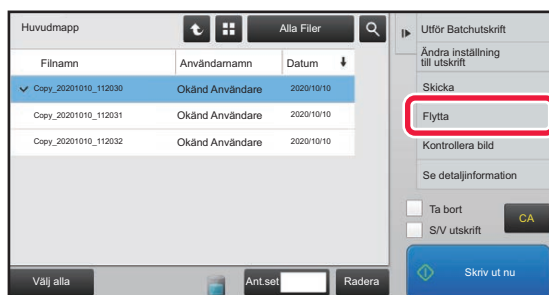 Huvudmapp
Alla Filer
Filnamn Användarnamn Datum
Copy_20201010_112030 Okänd Användare 2020/10/10
Copy_20201010_112031 Okänd Användare 2020/10/10
Copy_20201010_112032 Okänd Användare 2020/10/10
Välj alla
Ant.set
Radera
Utför Batchutskrift
Ändra inställning
till utskrift
Skicka
Flytta
Kontrollera bild
Se detaljinformation
Ta bort
S/V utskrift
CA
Skriv ut nu